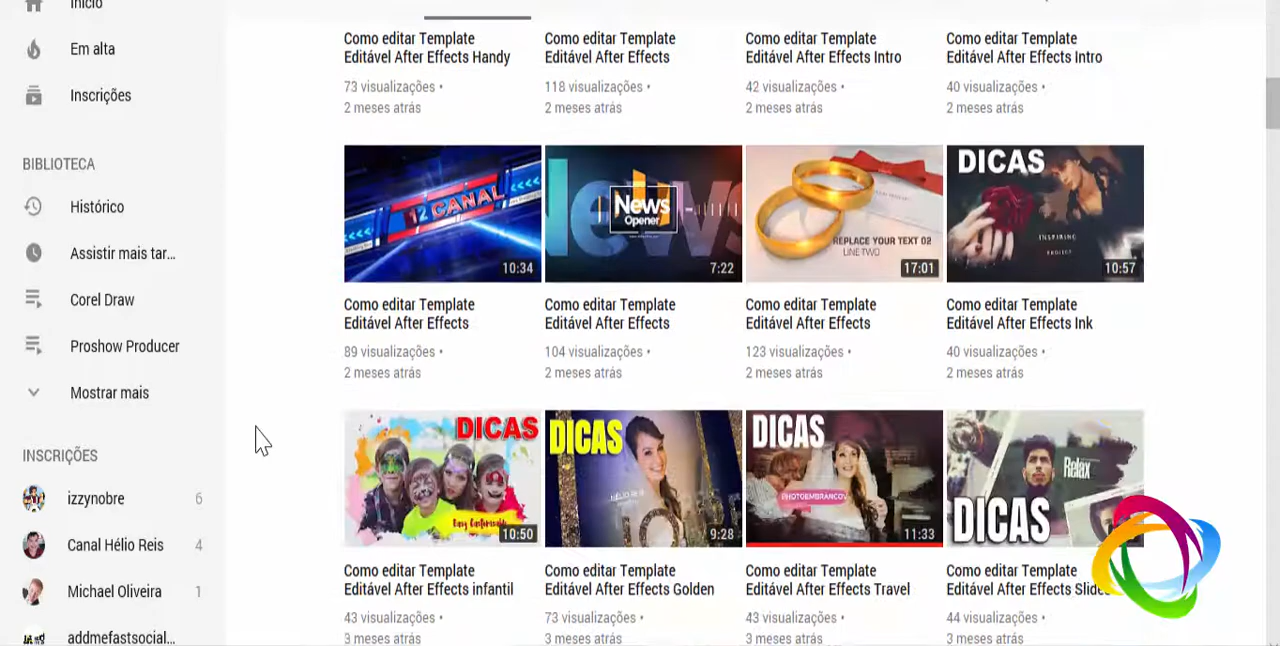 Início
Em alta
Inscrições
BIBLIOTECA
Histórico
Assistir mais tar...
Corel Draw
Proshow Producer
Mostrar mais
INSCRIÇÕES
izzynobre 6
Canal Hélio Reis 4
Michael Oliveira 1
addmefastsocial...
Como editar Template
Editável After Effects Handy
73 visualizações •
2 meses atrás
Como editar Template
Editável After Effects
118 visualizações •
2 meses atrás
Como editar Template
Editável After Effects Intro
42 visualizações •
2 meses atrás
Como editar Template
Editável After Effects Intro
40 visualizações •
2 meses atrás
12 CANAL
10:34
Como editar Template
Editável After Effects
89 visualizações •
2 meses atrás
News
News
Opener
7:22
Como editar Template
Editável After Effects
104 visualizações •
2 meses atrás
REPLACE YOUR TEXT 02
LINE TWO
17:01
Como editar Template
Editável After Effects
123 visualizações •
2 meses atrás
DICAS
INSPIRING
PROJECT
10:57
Como editar Template
Editável After Effects Ink
40 visualizações •
2 meses atrás
DICAS
Easy Customizable
10:50
Como editar Template
Editável After Effects infantil
43 visualizações •
3 meses atrás
DICAS
9:28
Como editar Template
Editável After Effects Golden
73 visualizações •
3 meses atrás
DICAS
PHOTOEMBRANCOV
11:33
Como editar Template
Editável After Effects Travel
43 visualizações •
3 meses atrás
Relax
DICAS
Como editar Template
Editável After Effects Slide
44 visualizações •
3 meses atrás